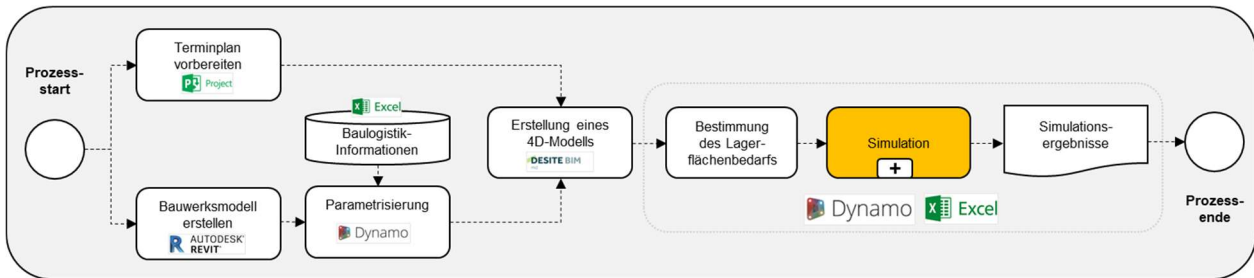 Prozess-
start
Terminplan
vorbereiten
Project
Excel
Baulogistik-
Informationen
Bauwerksmodell
erstellen
AUTODESK®
REVIT®
Parametrisierung
Dynamo
Erstellung eines
4D-Modells
DESITE BIM
Bestimmung
des Lager-
flächenbedarfs
Simulation
+
Simulations-
ergebnisse
Dynamo
Excel
Prozess-
ende